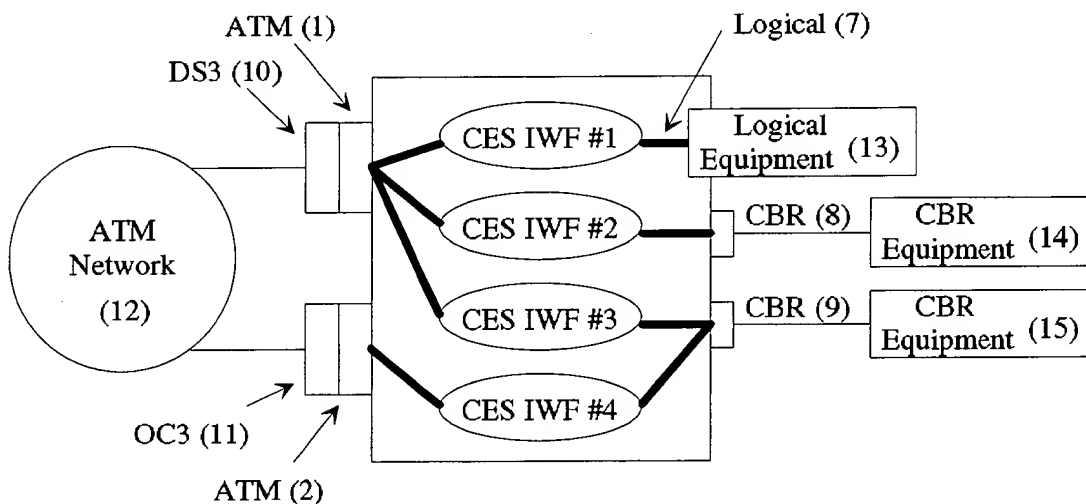 ATM (1)
Logical (7)
DS3 (10)
CES IWF #1
Logical
Equipment (13)
CES IWF #2
CBR (8)
CBR
Equipment (14)
ATM
Network
(12)
CES IWF #3
CBR (9)
CBR
Equipment (15)
CES IWF #4
OC3 (11)
ATM (2)